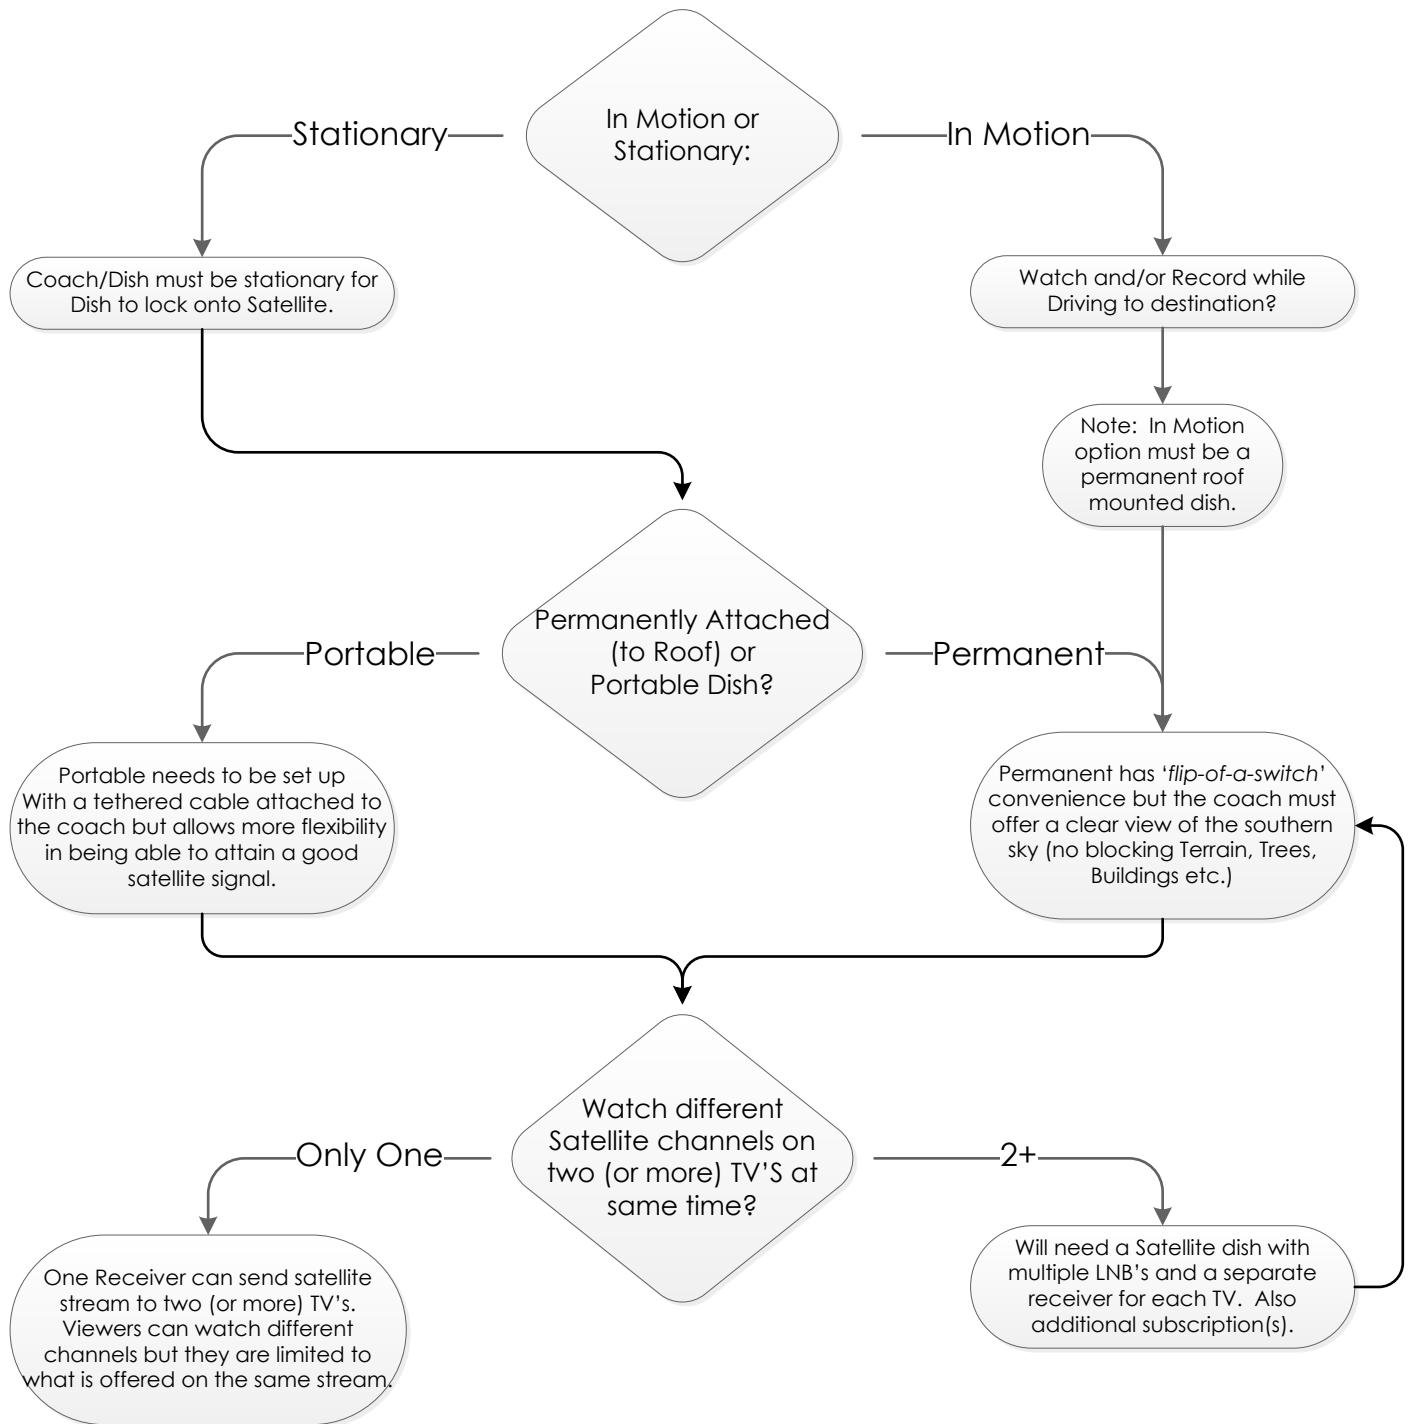 In Motion or
Stationary:
Stationary
In Motion
Coach/Dish must be stationary for
Dish to lock onto Satellite.
Watch and/or Record while
Driving to destination?
Note:  In Motion
option must be a
permanent roof
mounted dish.
Permanently Attached
(to Roof) or
Portable Dish?
Portable
Permanent
Portable needs to be set up
With a tethered cable attached to
the coach but allows more flexibility
in being able to attain a good
satellite signal.
Permanent has ‘flip-of-a-switch’
convenience but the coach must
offer a clear view of the southern
sky (no blocking Terrain, Trees,
Buildings etc.)
Watch different
Satellite channels on
two (or more) TV’S at
same time?
Only One
2+
One Receiver can send satellite
stream to two (or more) TV’s.
Viewers can watch different
channels but they are limited to
what is offered on the same stream.
Will need a Satellite dish with
multiple LNB’s and a separate
receiver for each TV.  Also
additional subscription(s).